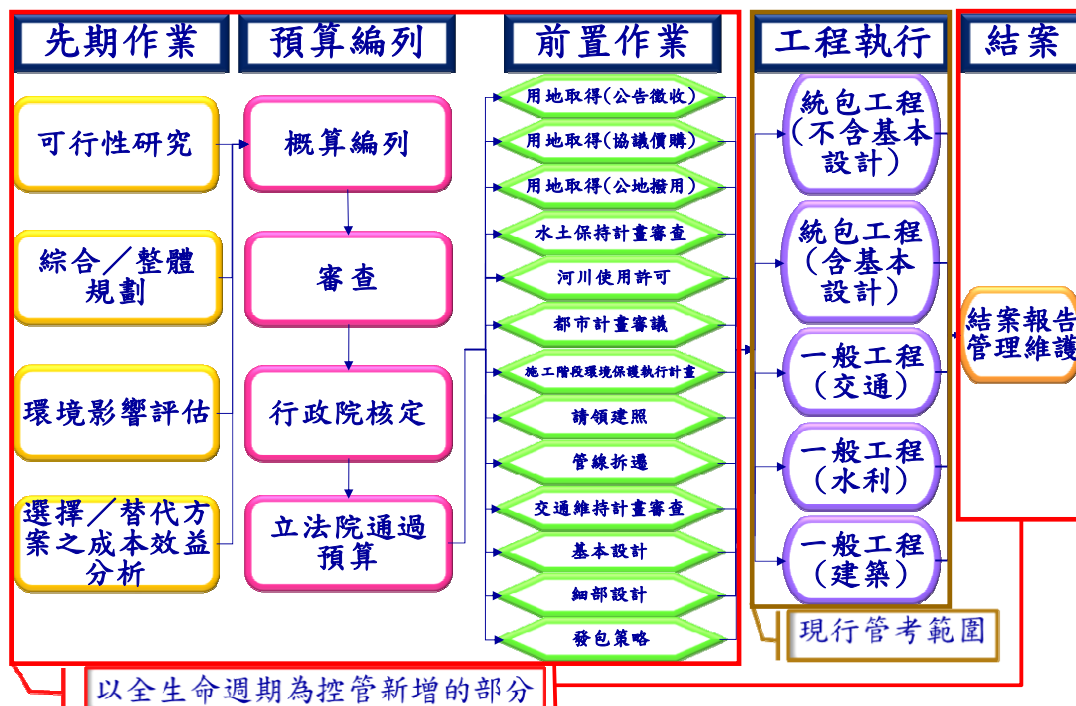 先期作業
可行性研究
綜合／整體
規劃
環境影響評估
選擇／替代方
案之成本效益
分析
預算編列
概算編列
審查
行政院核定
立法院通過
預算
前置作業
用地取得(公告徵收)
用地取得(協議價購)
用地取得(公地撥用)
水土保持計畫審查
河川使用許可
都市計畫審議
施工階段環境保護執行計畫
請領建照
管線拆遷
交通維持計畫審查
基本設計
細部設計
發包策略
工程執行
統包工程
(不含基本
設計)
統包工程
(含基本
設計)
一般工程
(交通)
一般工程
(水利)
一般工程
(建築)
結案
結案報告
管理維護
現行管考範圍
以全生命週期為控管新增的部分